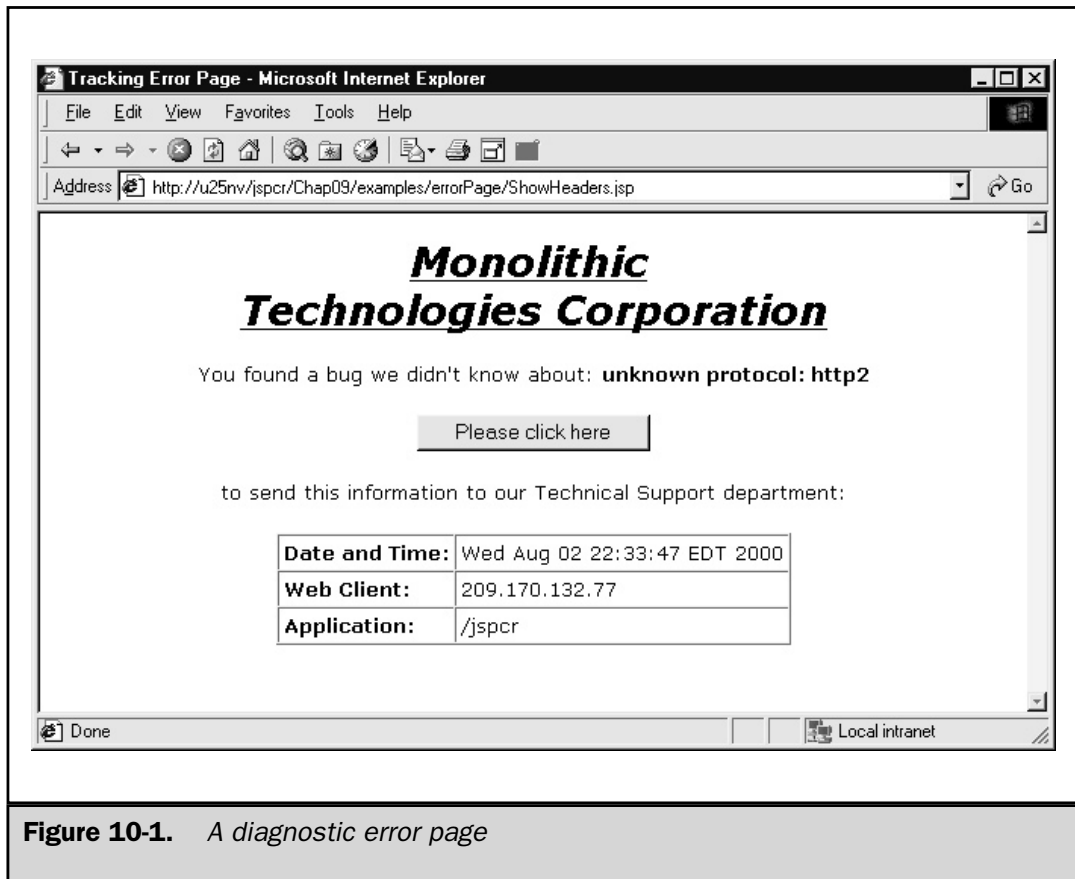 Tracking Error Page - Microsoft Internet Explorer
File Edit View Favorites Tools Help
Address http://u25nv/jspcr/Chap09/examples/errorPage/ShowHeaders.jsp Go
Monolithic
Technologies Corporation
You found a bug we didn't know about: unknown protocol: http2
Please click here
to send this information to our Technical Support department:
Date and Time: Wed Aug 02 22:33:47 EDT 2000
Web Client: 209.170.132.77
Application: /jspcr
Done Local intranet
Figure 10-1. A diagnostic error page